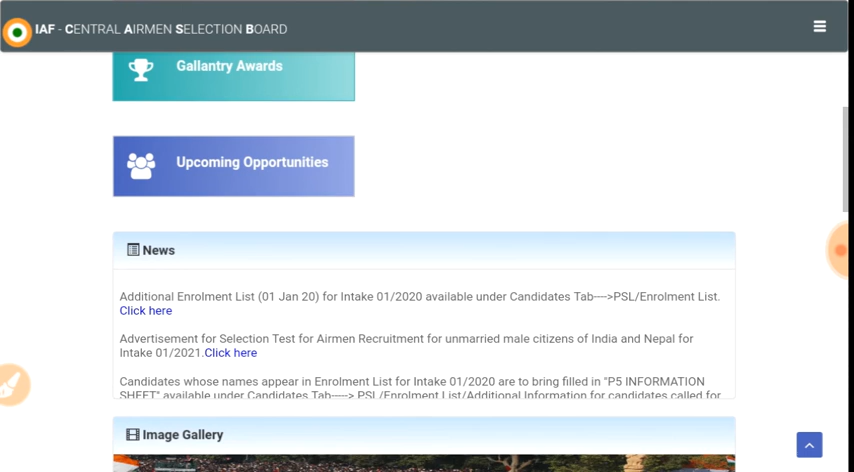 IAF - CENTRAL AIRMEN SELECTION BOARD
Gallantry Awards
Upcoming Opportunities
News
Additional Enrolment List (01 Jan 20) for Intake 01/2020 available under Candidates Tab---->PSL/Enrolment List.
Click here
Advertisement for Selection Test for Airmen Recruitment for unmarried male citizens of India and Nepal for
Intake 01/2021.Click here
Candidates whose names appear in Enrolment List for Intake 01/2020 are to bring filled in "P5 INFORMATION
SHEET" available under Candidates Tab-----> PSL/Enrolment List/Additional Information for candidates called for
Image Gallery